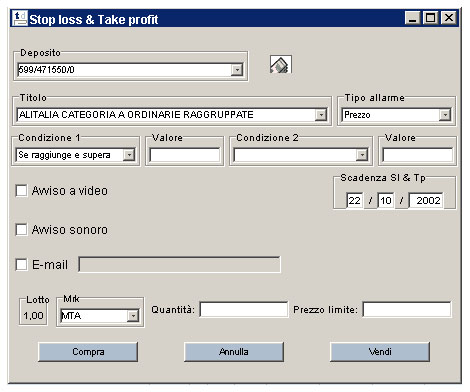 td Stop loss & Take profit
Deposito
599/471550/0
Titolo Tipo allarme
ALITALIA CATEGORIA A ORDINARIE RAGGRUPPATE Prezzo
Condizione 1 Valore Condizione 2 Valore
Se raggiunge e supera
Avviso a video
Scadenza Sl & Tp
22 / 10 / 2002
Avviso sonoro
E-mail
Lotto Mrk
1,00 MTA Quantità: Prezzo limite:
Compra Annulla Vendi